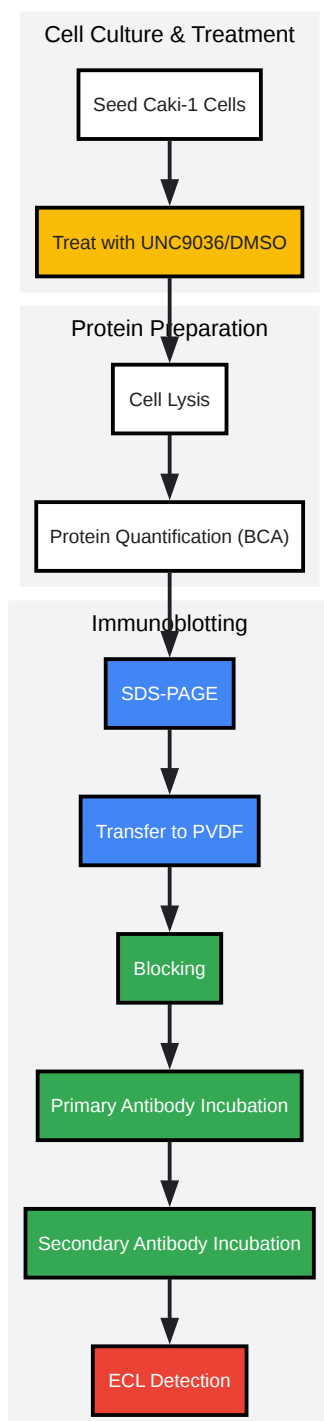 Cell Culture & Treatment
Seed Caki-1 Cells
Treat with UNC9036/DMSO
Protein Preparation
Cell Lysis
Protein Quantification (BCA)
Immunoblotting
SDS-PAGE
Transfer to PVDF
Blocking
Primary Antibody Incubation
Secondary Antibody Incubation
ECL Detection